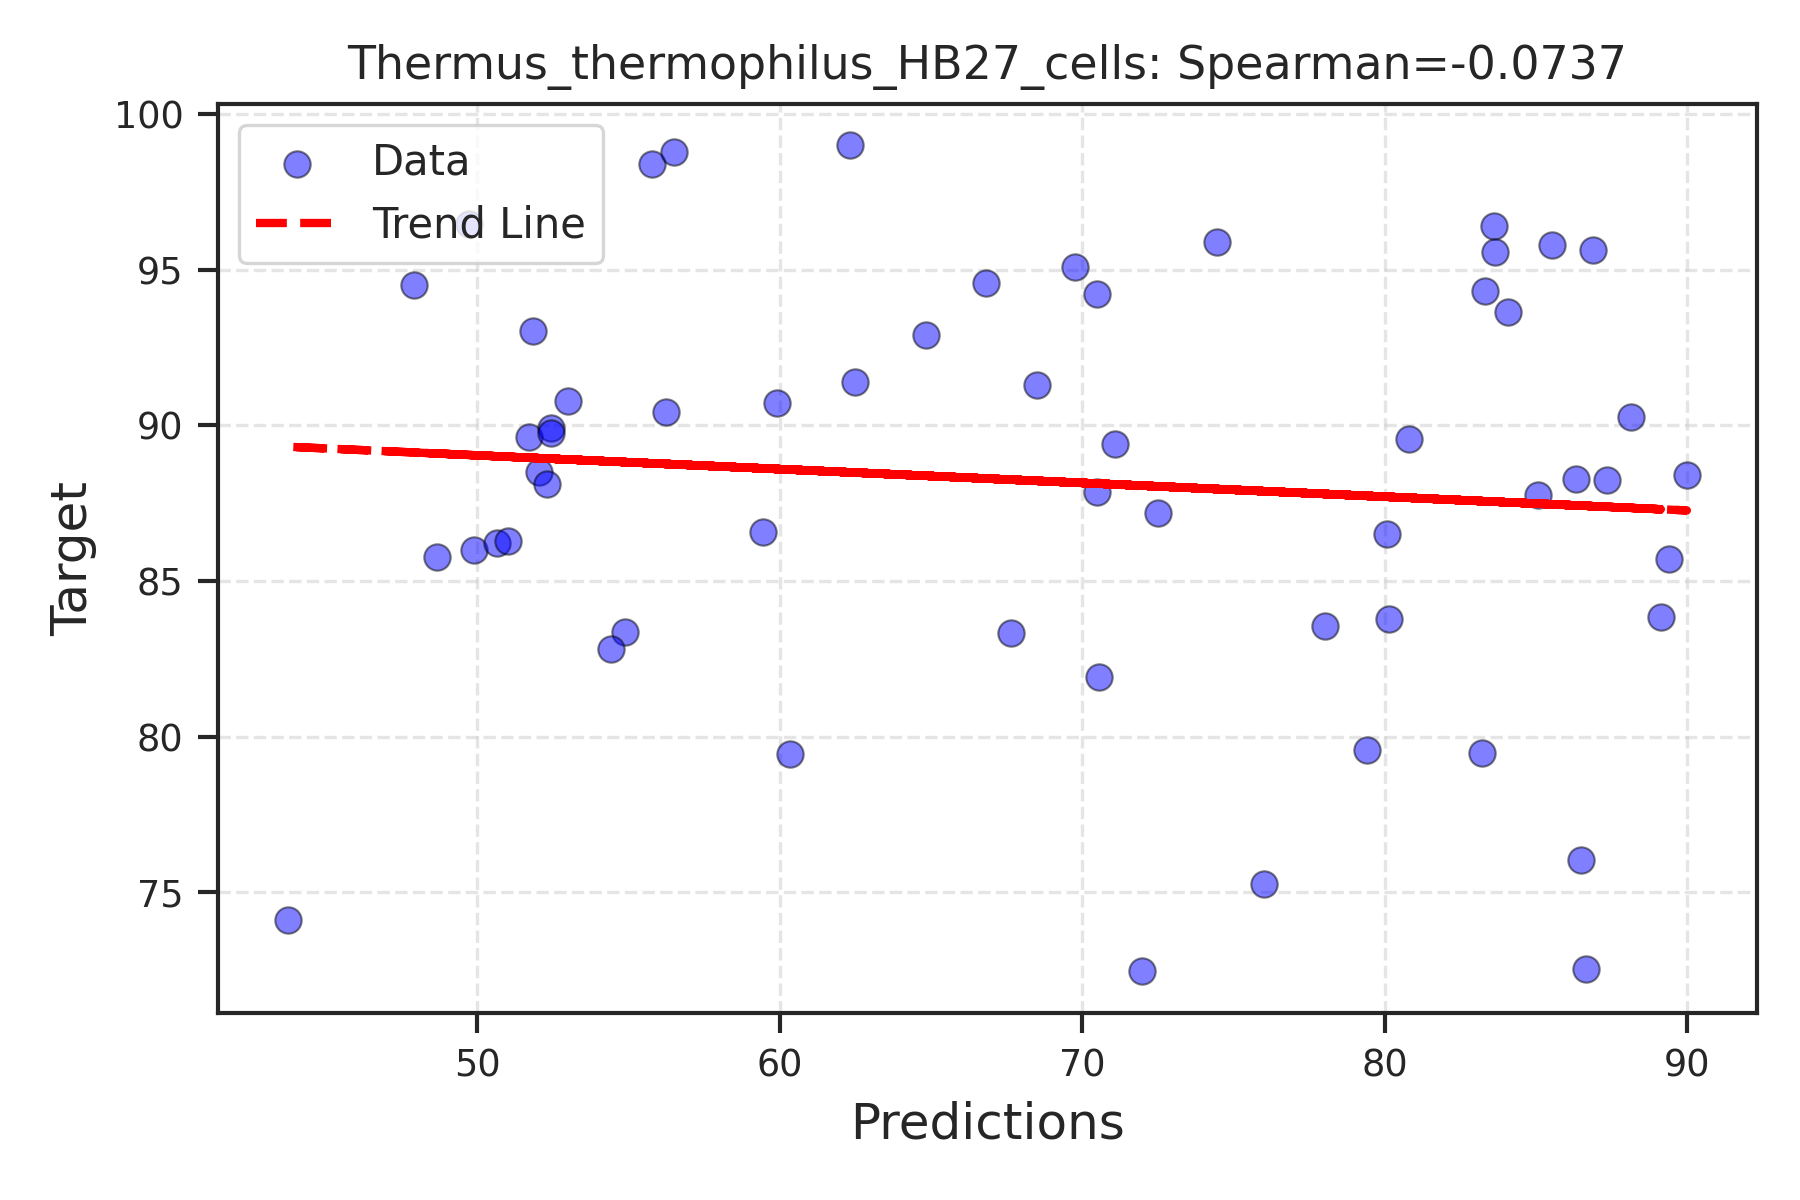 Thermus_thermophilus_HB27_cells: Spearman=-0.0737
100
95
90
85
80
75
Data
Trend Line
Target
50
60
70
80
90
Predictions